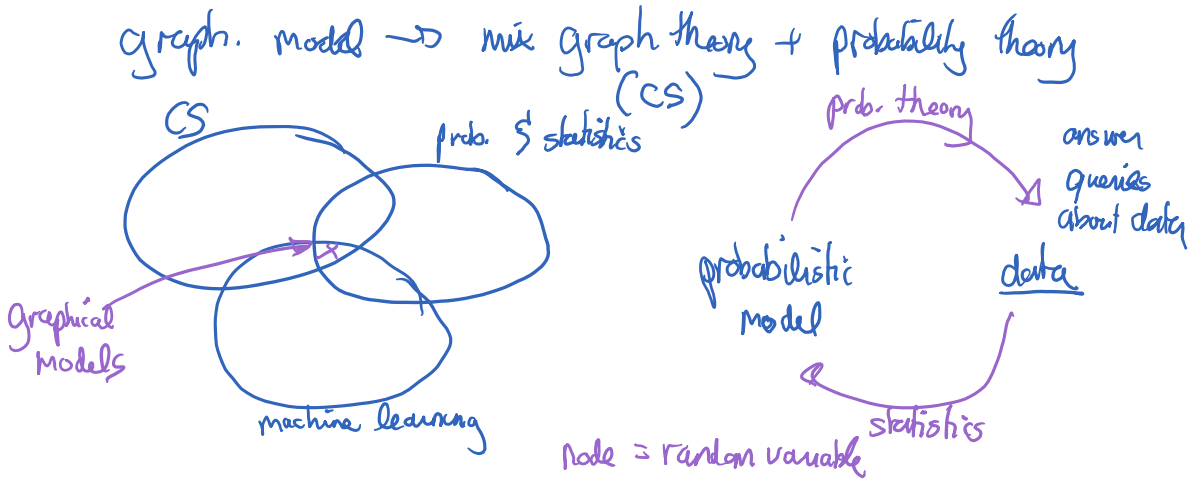 graph. model → mix graph theory + probability theory
(CS)
CS
prob. & statistics
graphical
models
machine learning
prob. theory
answer
queries
about data
probabilistic
model
data
statistics
node = random variable